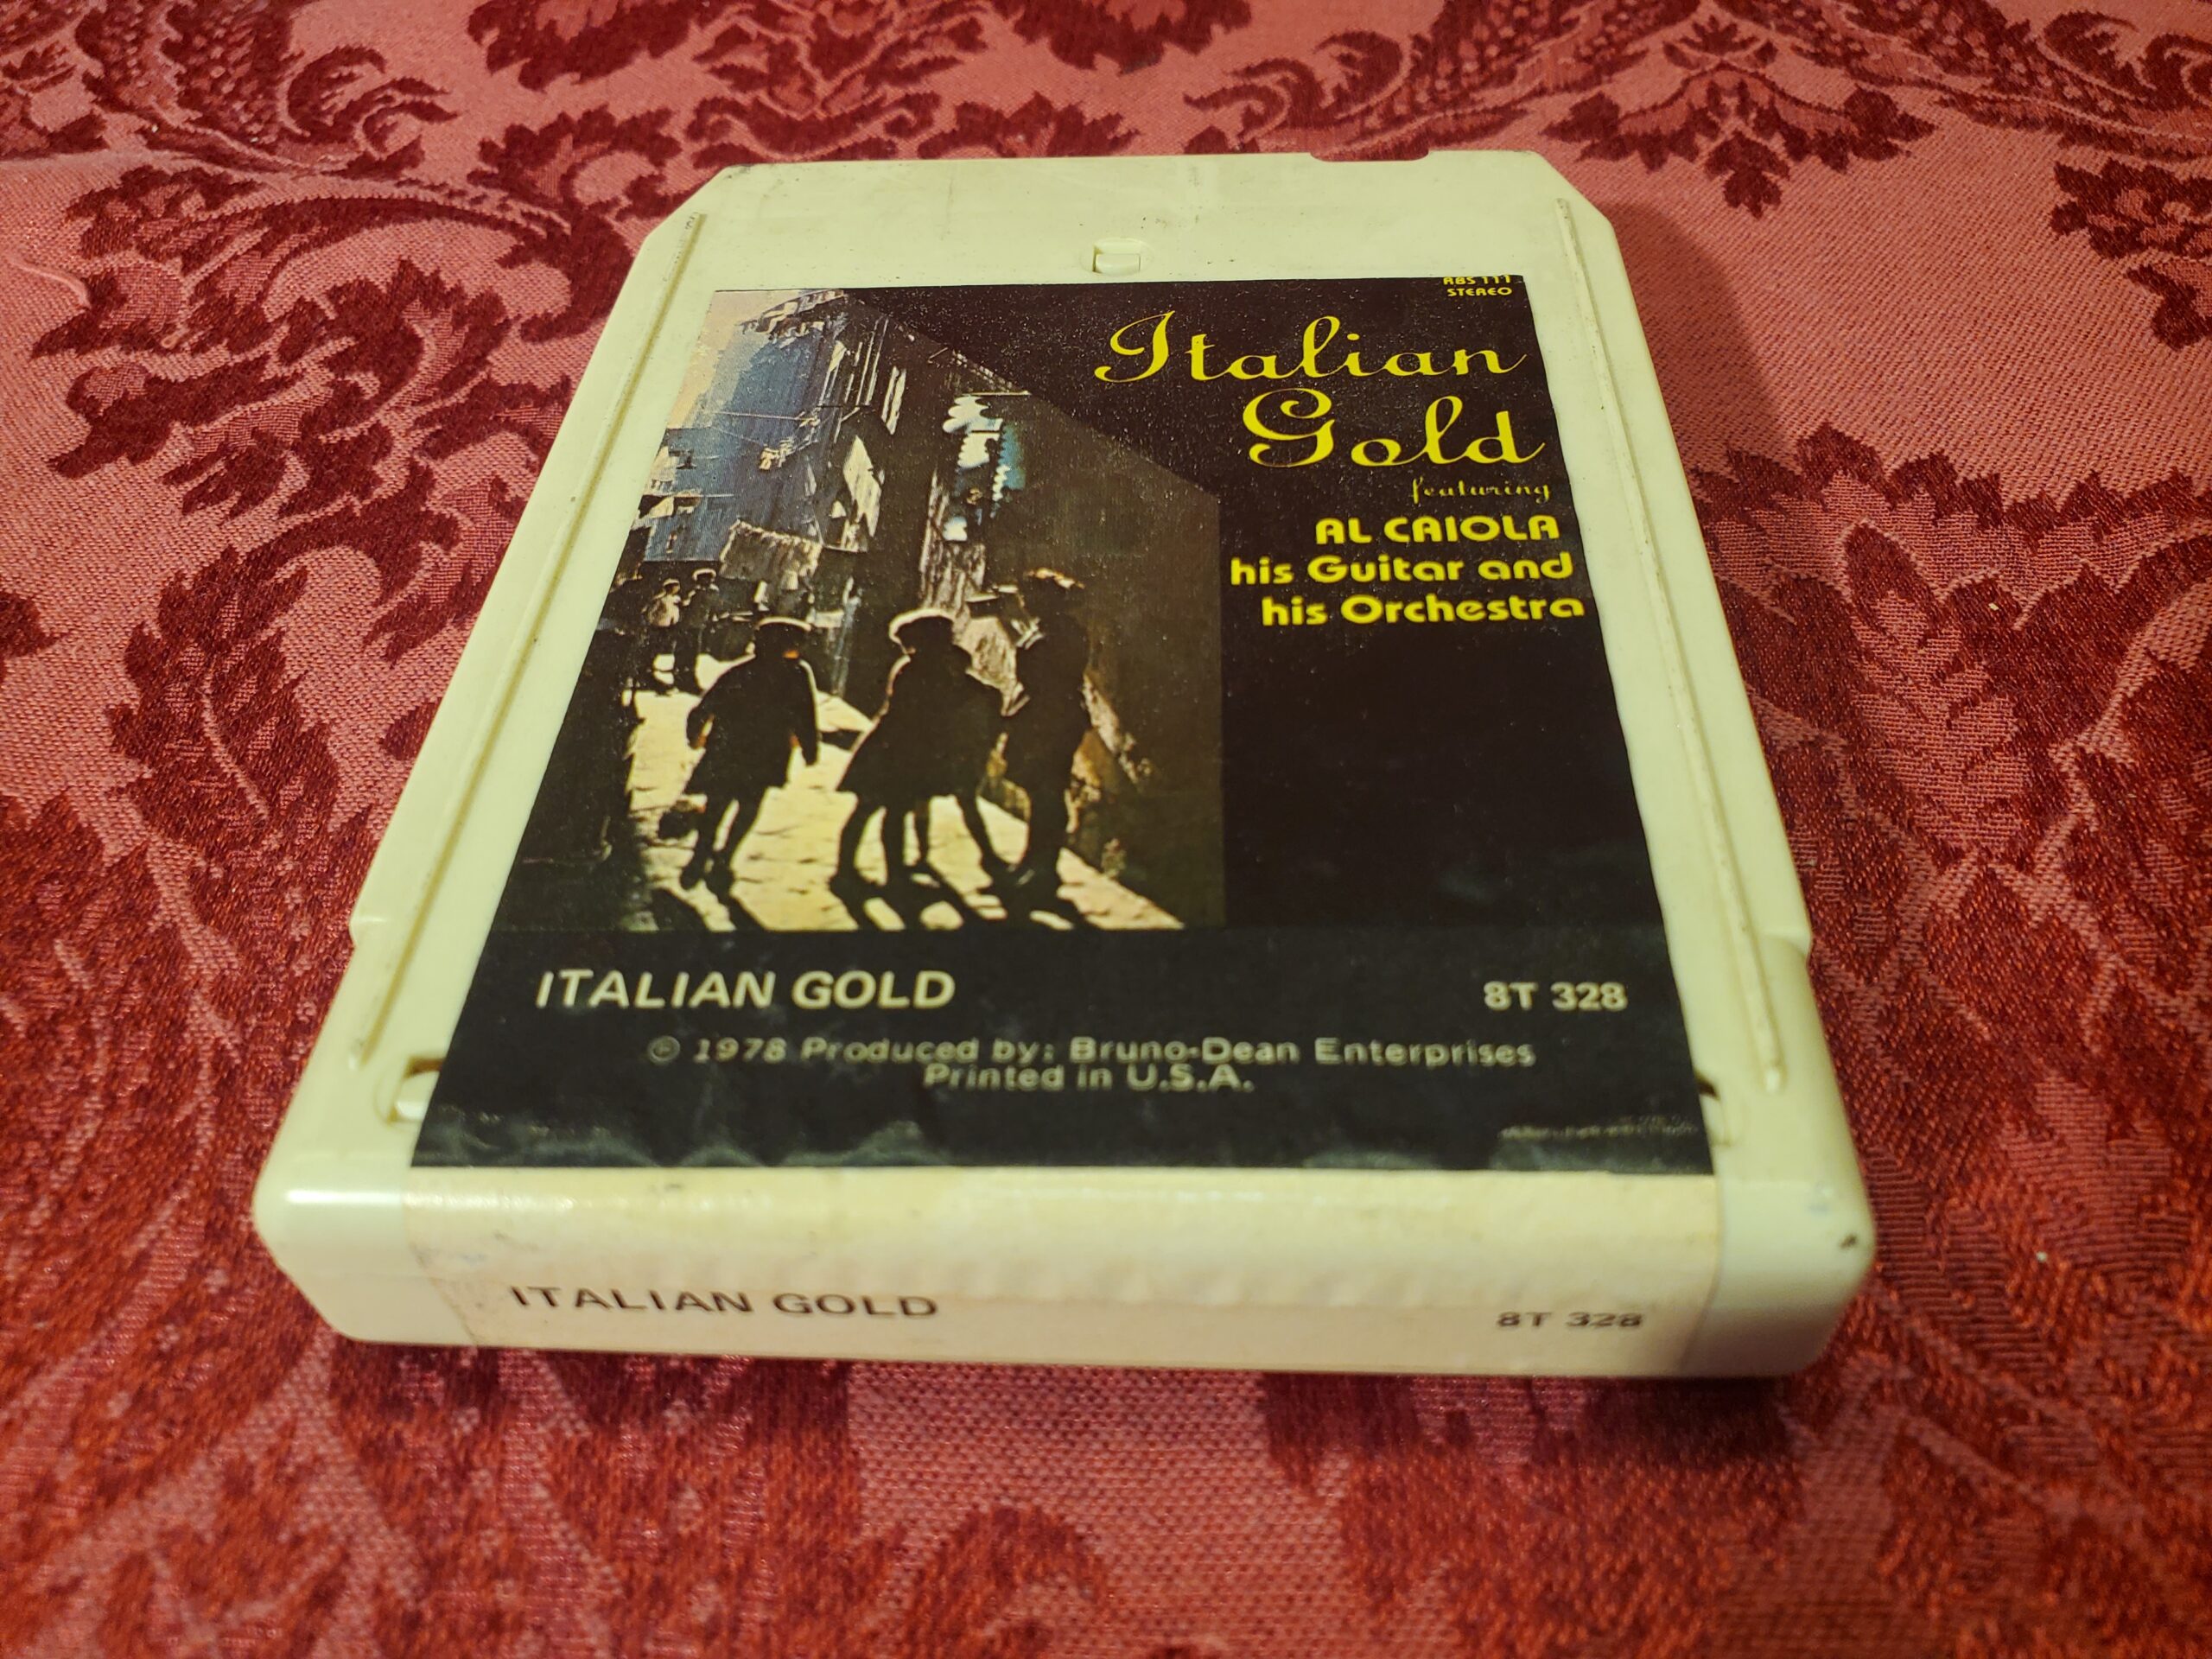 RBS 111
STEREO
Italian
Gold
featuring
AL CAIOLA
his Guitar and
his Orchestra
ITALIAN GOLD 8T 328
℗ 1978 Produced by: Bruno-Dean Enterprises
Printed in U.S.A.
ITALIAN GOLD 8T 328